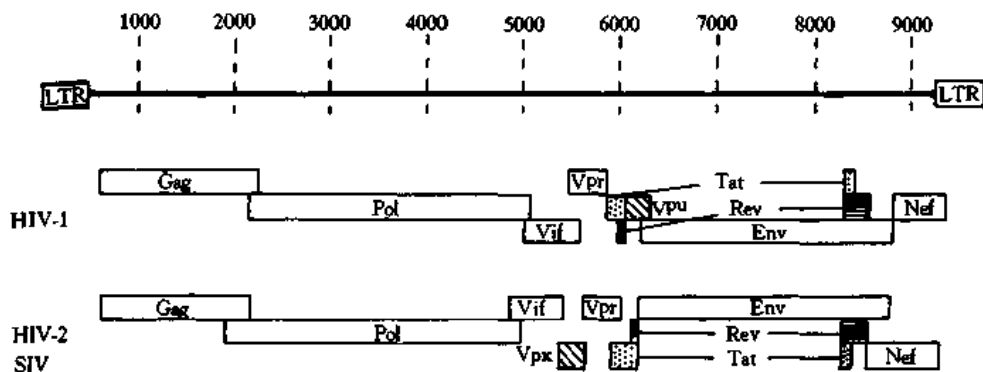 1000 2000 3000 4000 5000 6000 7000 8000 9000
LTR LTR
Gag Vpr Tat
HIV-1 Pol Vpu Rev Nef
Vif Env
Gag Vif Vpr Env
HIV-2 Pol Rev
SIV Vpx Tat Nef